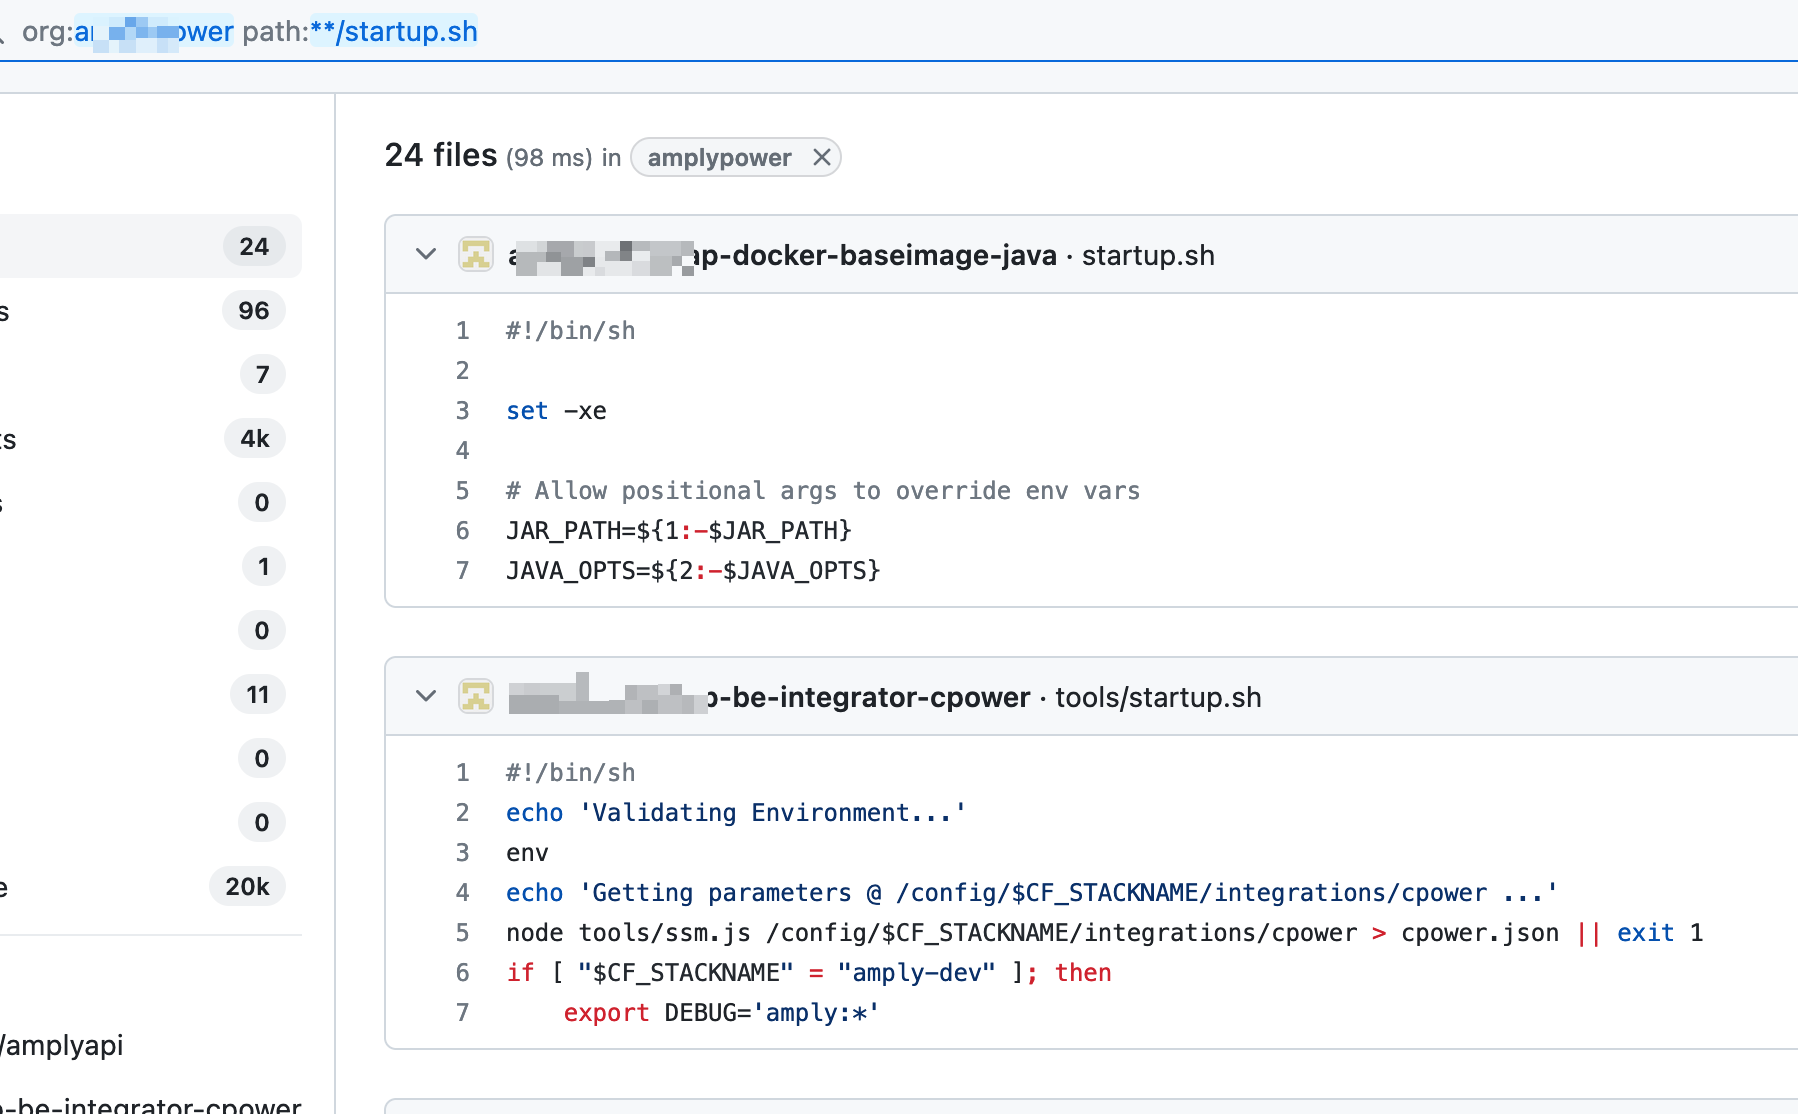 org: ower path:**/startup.sh
24 files (98 ms) in amplypower
24
s 96
7
ts 4k
s 0
1
0
11
0
0
e 20k
/amplyapi
-be-integrator-cpower
ap-docker-baseimage-java · startup.sh
1 #!/bin/sh
2
3 set -xe
4
5 # Allow positional args to override env vars
6 JAR_PATH=${1:-$JAR_PATH}
7 JAVA_OPTS=${2:-$JAVA_OPTS}
-be-integrator-cpower · tools/startup.sh
1 #!/bin/sh
2 echo 'Validating Environment...'
3 env
4 echo 'Getting parameters @ /config/$CF_STACKNAME/integrations/cpower ...'
5 node tools/ssm.js /config/$CF_STACKNAME/integrations/cpower > cpower.json || exit 1
6 if [ "$CF_STACKNAME" = "amply-dev" ]; then
7 export DEBUG='amply:*'